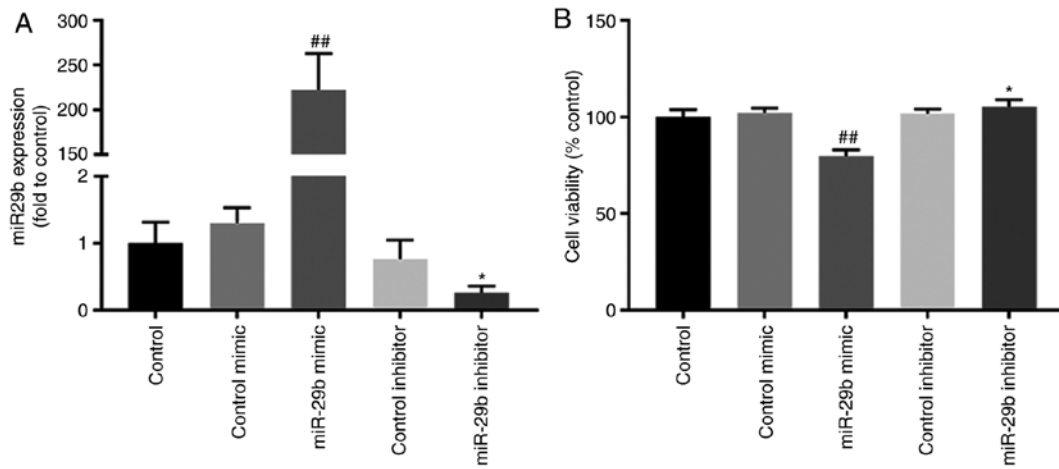 A
miR29b expression
(fold to control)
300
250
200
150
2
1
0
##
*
Control
Control mimic
miR-29b mimic
Control inhibitor
miR-29b inhibitor
B
Cell viability (% control)
150
100
50
0
##
*
Control
Control mimic
miR-29b mimic
Control inhibitor
miR-29b inhibitor